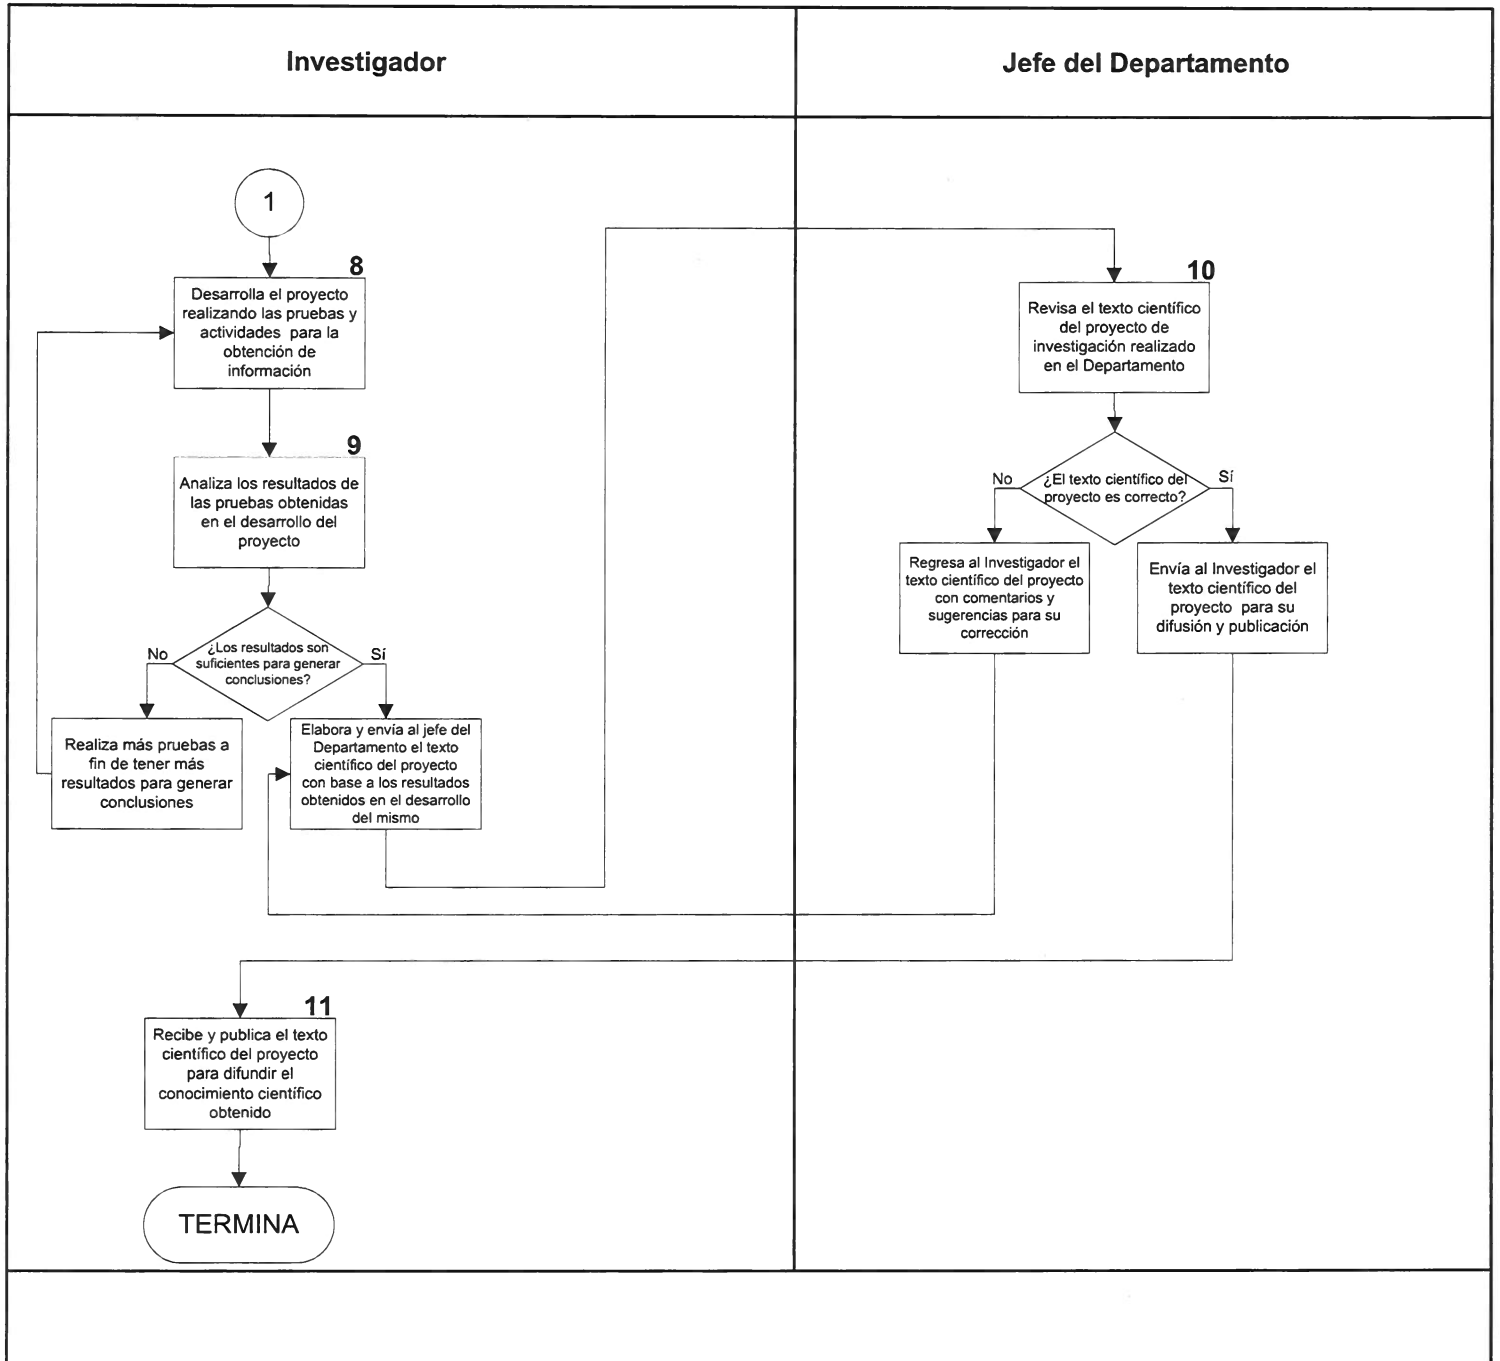 Investigador
Jefe del Departamento
1
8
Desarrolla el proyecto
realizando las pruebas y
actividades para la
obtención de
información
9
Analiza los resultados de
las pruebas obtenidas
en el desarrollo del
proyecto
¿Los resultados son
suficientes para generar
conclusiones?
No
Sí
Realiza más pruebas a
fin de tener más
resultados para generar
conclusiones
Elabora y envía al jefe del
Departamento el texto
científico del proyecto
con base a los resultados
obtenidos en el desarrollo
del mismo
10
Revisa el texto científico
del proyecto de
investigación realizado
en el Departamento
¿El texto científico del
proyecto es correcto?
No
Sí
Regresa al Investigador el
texto científico del proyecto
con comentarios y
sugerencias para su
corrección
Envía al Investigador el
texto científico del
proyecto para su
difusión y publicación
11
Recibe y publica el texto
científico del proyecto
para difundir el
conocimiento científico
obtenido
TERMINA